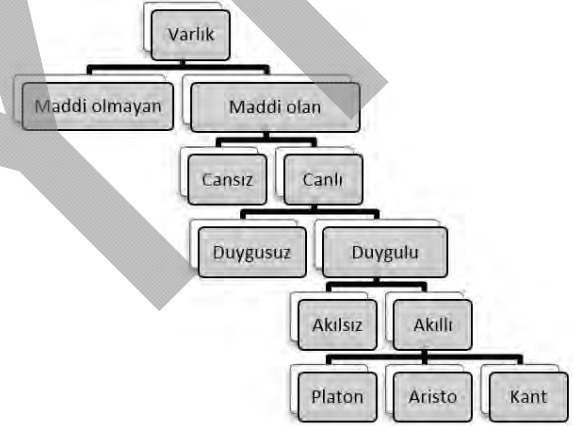 Varlık
Maddi olmayan
Maddi olan
Cansız
Canlı
Duygusuz
Duygulu
Akılsız
Akıllı
Platon
Aristo
Kant